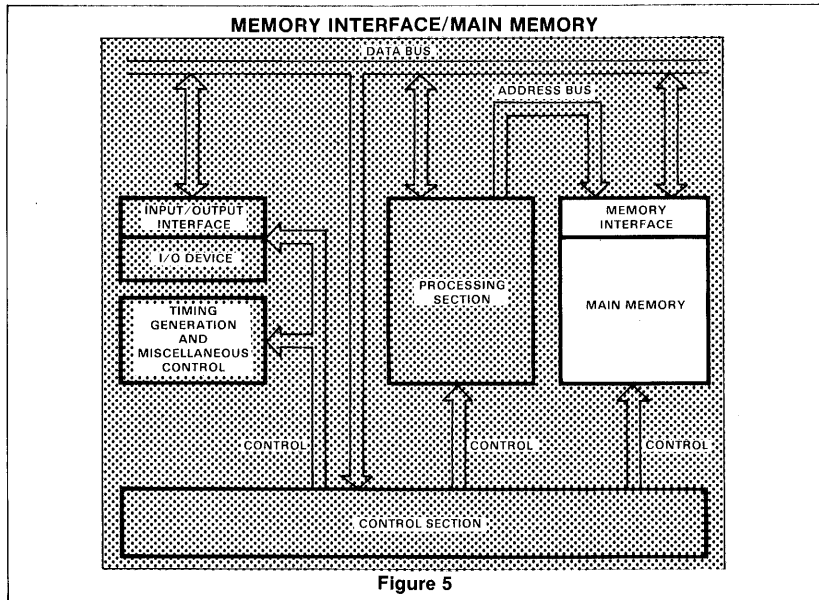 MEMORY INTERFACE/MAIN MEMORY
DATA BUS
ADDRESS BUS
INPUT/OUTPUT
INTERFACE
I/O DEVICE
TIMING
GENERATION
AND
MISCELLANEOUS
CONTROL
PROCESSING
SECTION
MEMORY
INTERFACE
MAIN MEMORY
CONTROL
CONTROL
CONTROL
CONTROL SECTION
Figure 5